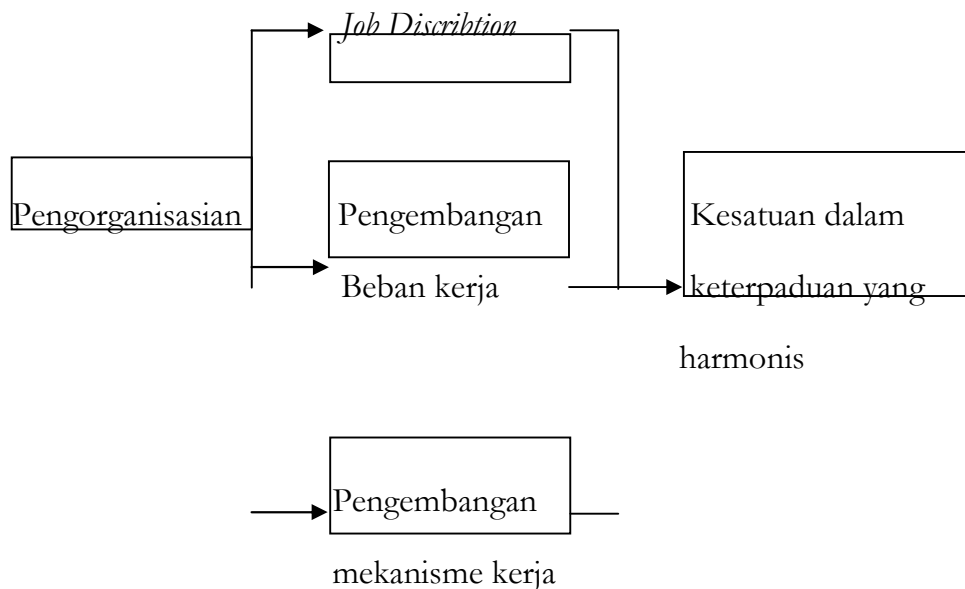 Job Discribtion
Pengorganisasian
Pengembangan
Beban kerja
Kesatuan dalam
keterpaduan yang
harmonis
Pengembangan
mekanisme kerja